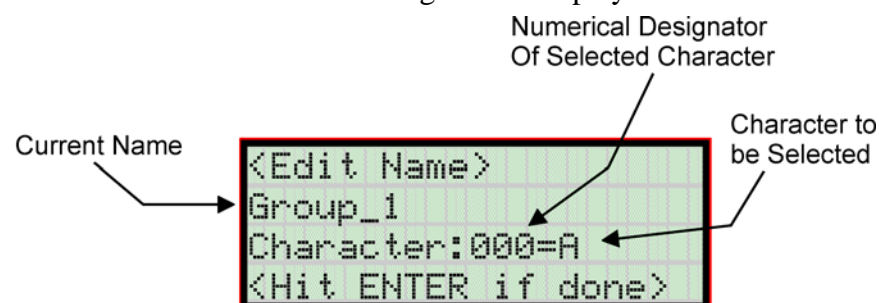 Numerical Designator
Of Selected Character
Character to
be Selected
Current Name
<Edit Name>
Group_1
Character:000=A
<Hit ENTER if done>